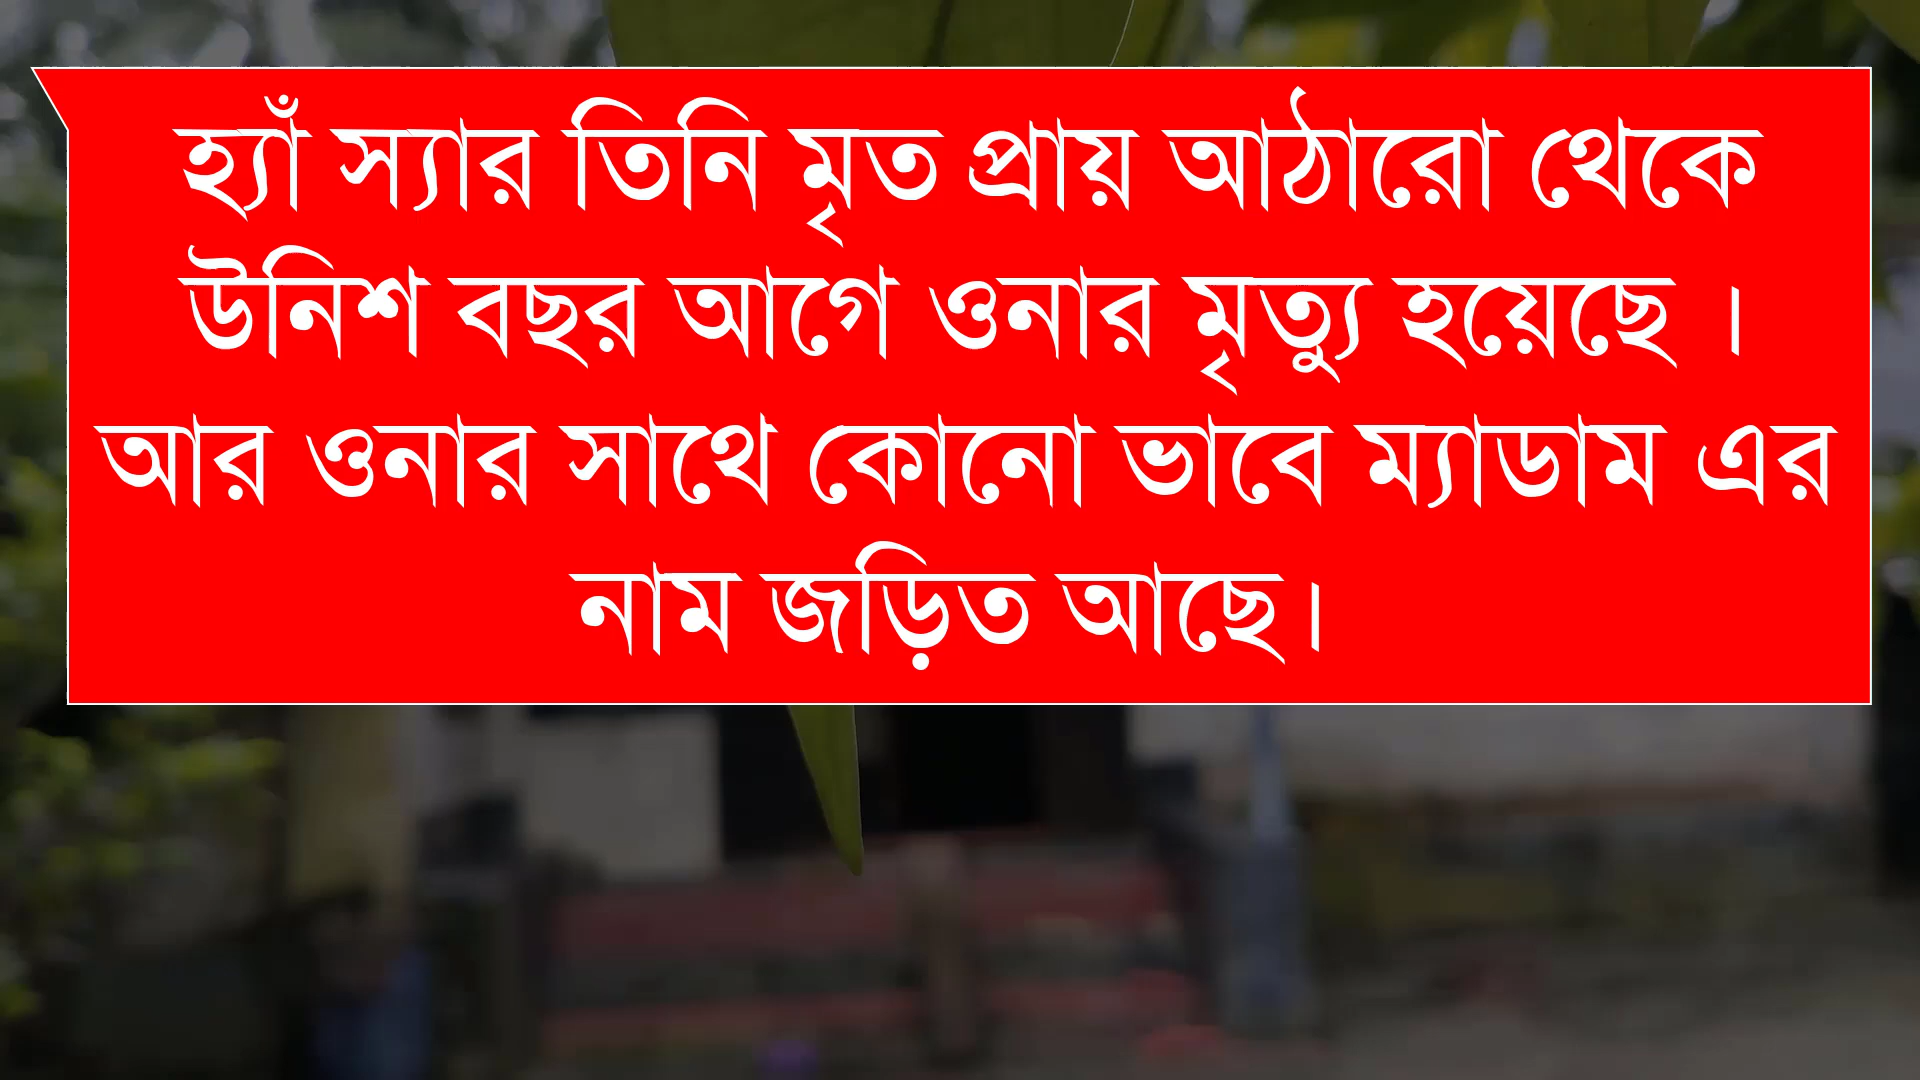 হ্যাঁ স্যার তিনি মৃত প্রায় আঠারো থেকে
উনিশ বছর আগে ওনার মৃত্যু হয়েছে ।
আর ওনার সাথে কোনো ভাবে ম্যাডাম এর
নাম জড়িত আছে।